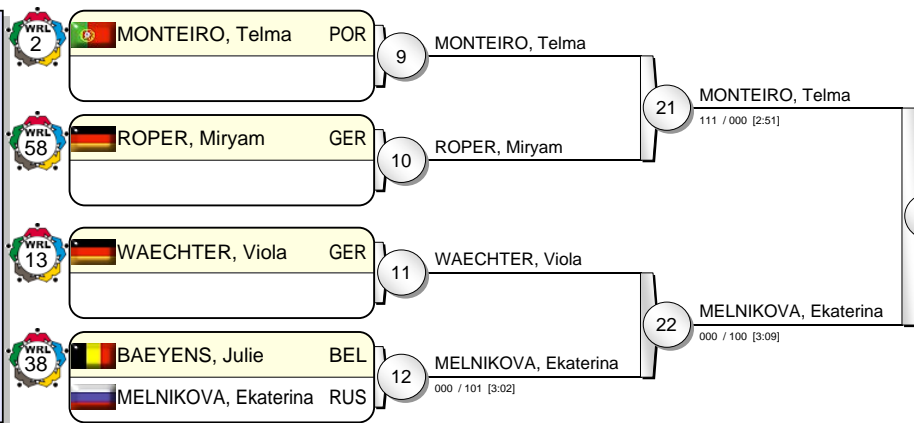 WRL
2
MONTEIRO, Telma POR
9
MONTEIRO, Telma
21
MONTEIRO, Telma
111 / 000 [2:51]
WRL
58
ROPER, Miryam GER
10
ROPER, Miryam
WRL
13
WAECHTER, Viola GER
11
WAECHTER, Viola
22
MELNIKOVA, Ekaterina
000 / 100 [3:09]
WRL
38
BAEYENS, Julie BEL
MELNIKOVA, Ekaterina RUS
12
MELNIKOVA, Ekaterina
000 / 101 [3:02]